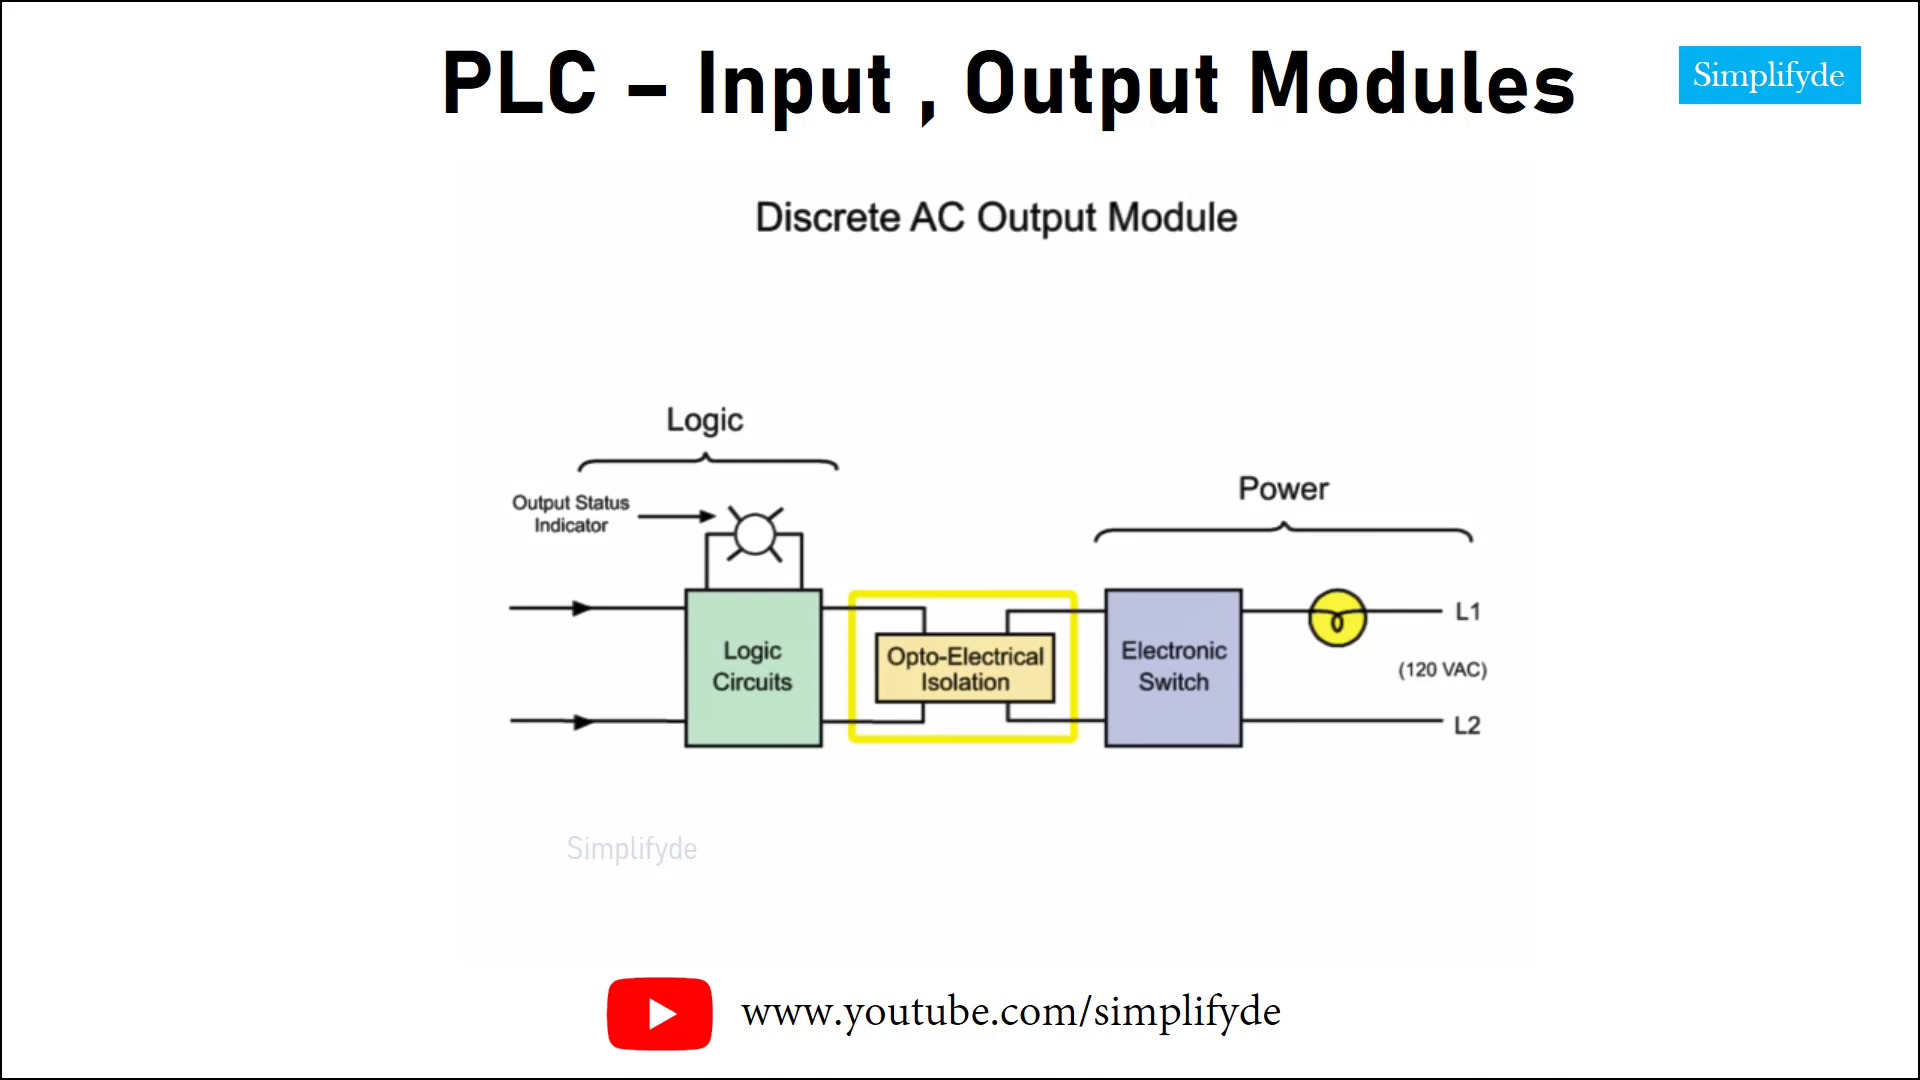 PLC – Input , Output Modules
Simplifyde
Discrete AC Output Module
Logic
Output Status
Indicator
Power
Logic
Circuits
Opto-Electrical
Isolation
Electronic
Switch
L1
(120 VAC)
L2
Simplifyde
www.youtube.com/simplifyde